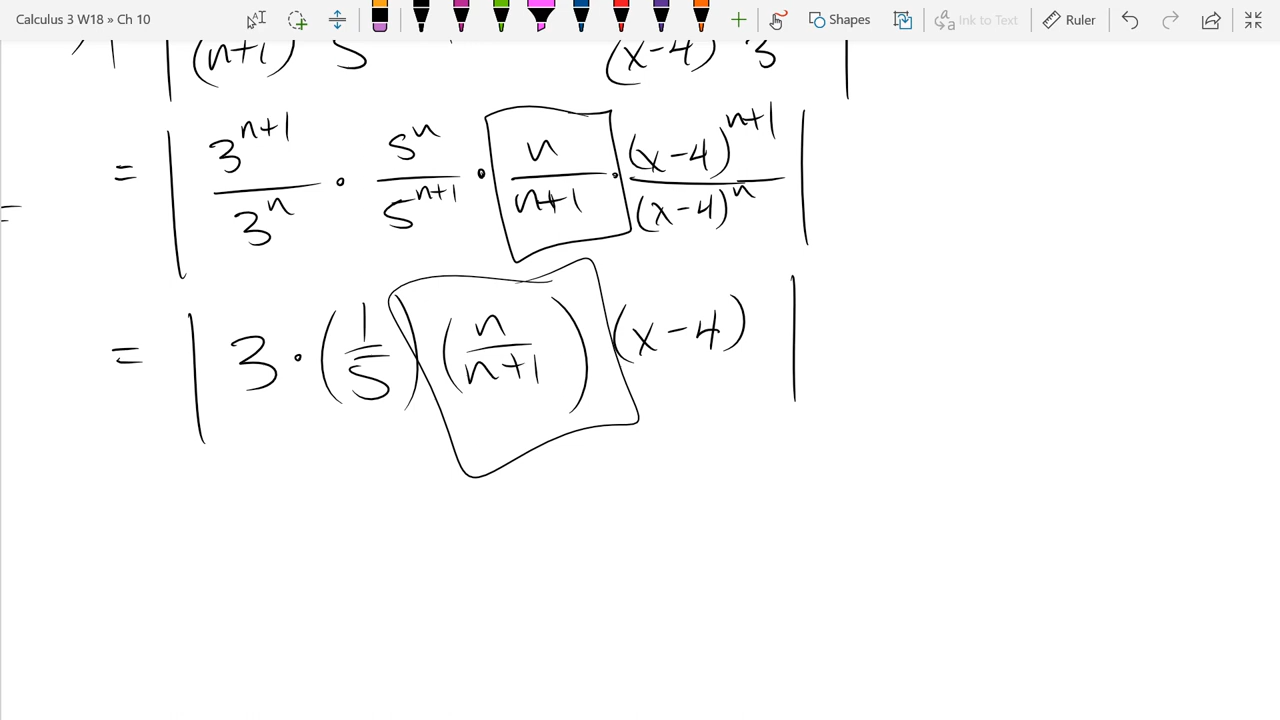 Calculus 3 W18 » Ch 10 Ink to Text Shapes Ruler
(n+1) 5 (x-4) 3
= | 3^{n+1}/3^n · 5^n/5^{n+1} · n/n+1 · (x-4)^{n+1}/(x-4)^n |
= | 3 · (1/5) (n/n+1) (x-4) |